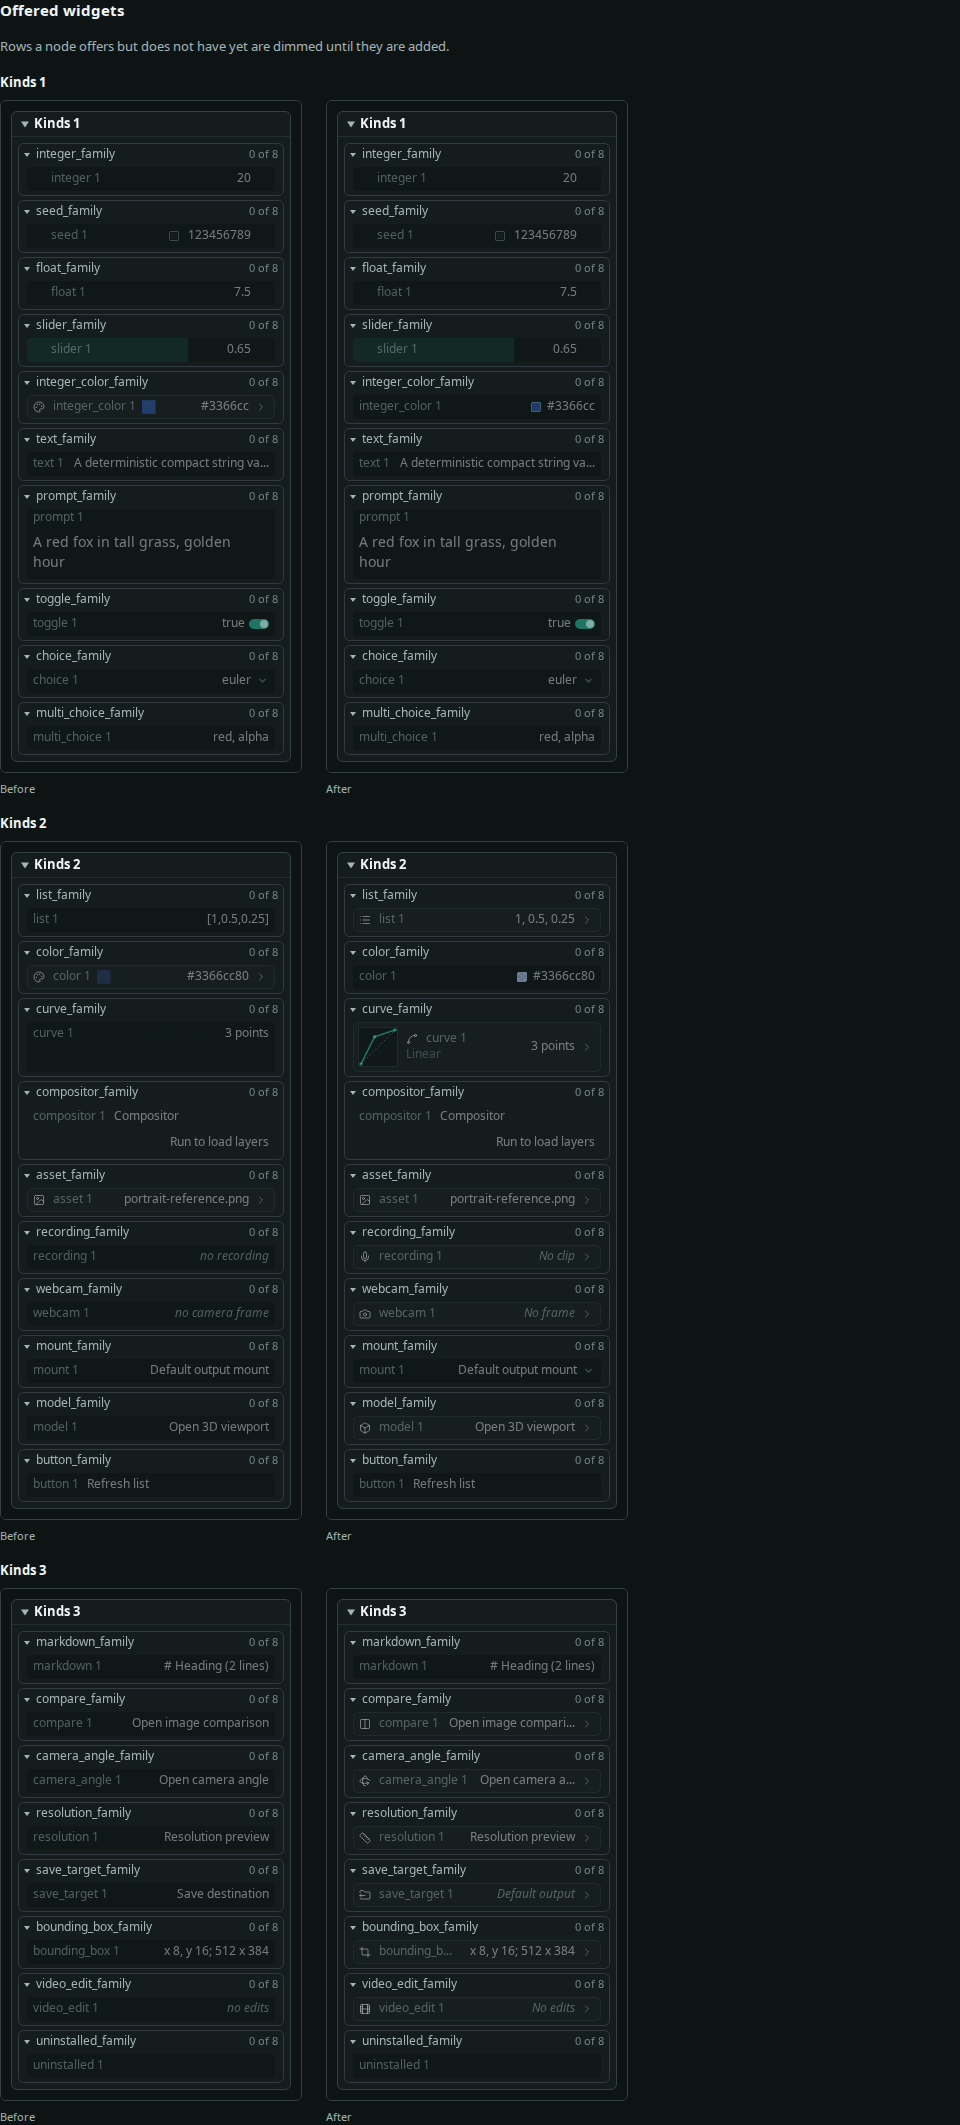 Offered widgets
Rows a node offers but does not have yet are dimmed until they are added.
Kinds 1
Kinds 1
integer_family 0 of 8
integer 1 20
seed_family 0 of 8
seed 1 123456789
float_family 0 of 8
float 1 7.5
slider_family 0 of 8
slider 1 0.65
integer_color_family 0 of 8
integer_color 1 #3366cc
text_family 0 of 8
text 1 A deterministic compact string va...
prompt_family 0 of 8
prompt 1
A red fox in tall grass, golden
hour
toggle_family 0 of 8
toggle 1 true
choice_family 0 of 8
choice 1 euler
multi_choice_family 0 of 8
multi_choice 1 red, alpha
Before
Kinds 1
integer_family 0 of 8
integer 1 20
seed_family 0 of 8
seed 1 123456789
float_family 0 of 8
float 1 7.5
slider_family 0 of 8
slider 1 0.65
integer_color_family 0 of 8
integer_color 1 #3366cc
text_family 0 of 8
text 1 A deterministic compact string va...
prompt_family 0 of 8
prompt 1
A red fox in tall grass, golden
hour
toggle_family 0 of 8
toggle 1 true
choice_family 0 of 8
choice 1 euler
multi_choice_family 0 of 8
multi_choice 1 red, alpha
After
Kinds 2
Kinds 2
list_family 0 of 8
list 1 [1,0.5,0.25]
color_family 0 of 8
color 1 #3366cc80
curve_family 0 of 8
curve 1 3 points
compositor_family 0 of 8
compositor 1 Compositor
Run to load layers
asset_family 0 of 8
asset 1 portrait-reference.png
recording_family 0 of 8
recording 1 no recording
webcam_family 0 of 8
webcam 1 no camera frame
mount_family 0 of 8
mount 1 Default output mount
model_family 0 of 8
model 1 Open 3D viewport
button_family 0 of 8
button 1 Refresh list
Before
Kinds 2
list_family 0 of 8
list 1 1, 0.5, 0.25
color_family 0 of 8
color 1 #3366cc80
curve_family 0 of 8
curve 1 3 points
Linear
compositor_family 0 of 8
compositor 1 Compositor
Run to load layers
asset_family 0 of 8
asset 1 portrait-reference.png
recording_family 0 of 8
recording 1 No clip
webcam_family 0 of 8
webcam 1 No frame
mount_family 0 of 8
mount 1 Default output mount
model_family 0 of 8
model 1 Open 3D viewport
button_family 0 of 8
button 1 Refresh list
After
Kinds 3
Kinds 3
markdown_family 0 of 8
markdown 1 # Heading (2 lines)
compare_family 0 of 8
compare 1 Open image comparison
camera_angle_family 0 of 8
camera_angle 1 Open camera angle
resolution_family 0 of 8
resolution 1 Resolution preview
save_target_family 0 of 8
save_target 1 Save destination
bounding_box_family 0 of 8
bounding_box 1 x 8, y 16; 512 x 384
video_edit_family 0 of 8
video_edit 1 no edits
uninstalled_family 0 of 8
uninstalled 1
Before
Kinds 3
markdown_family 0 of 8
markdown 1 # Heading (2 lines)
compare_family 0 of 8
compare 1 Open image compari...
camera_angle_family 0 of 8
camera_angle 1 Open camera a...
resolution_family 0 of 8
resolution 1 Resolution preview
save_target_family 0 of 8
save_target 1 Default output
bounding_box_family 0 of 8
bounding_b... x 8, y 16; 512 x 384
video_edit_family 0 of 8
video_edit 1 No edits
uninstalled_family 0 of 8
uninstalled 1
After